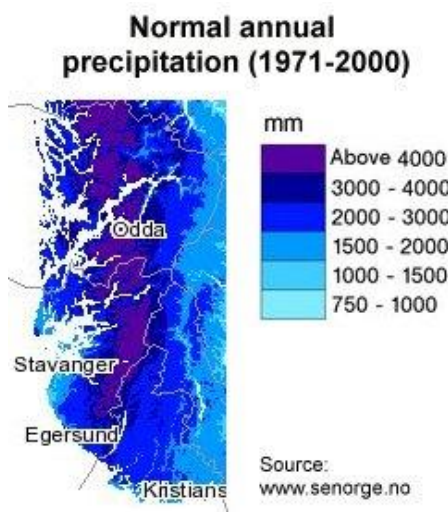 Normal annual
precipitation (1971-2000)
mm
Above 4000
3000 - 4000
2000 - 3000
1500 - 2000
1000 - 1500
750 - 1000
Odda
Stavanger
Egersund
Kristians
Source:
www.senorge.no